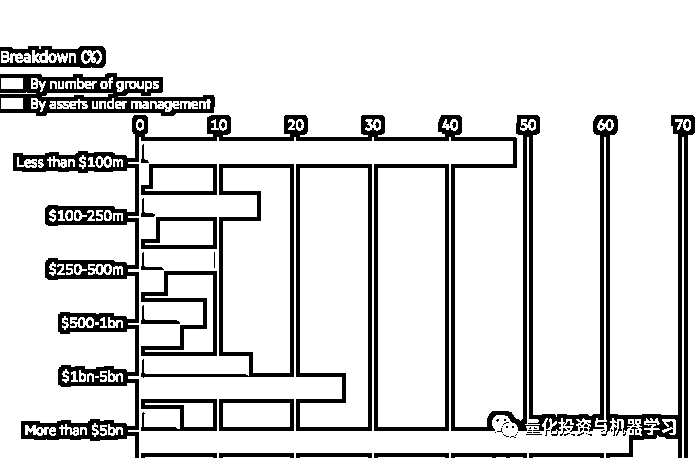 Breakdown (%)
By number of groups
By assets under management
0 10 20 30 40 50 60 70
Less than $100m
$100-250m
$250-500m
$500-1bn
$1bn-5bn
More than $5bn
量化投资与机器学习